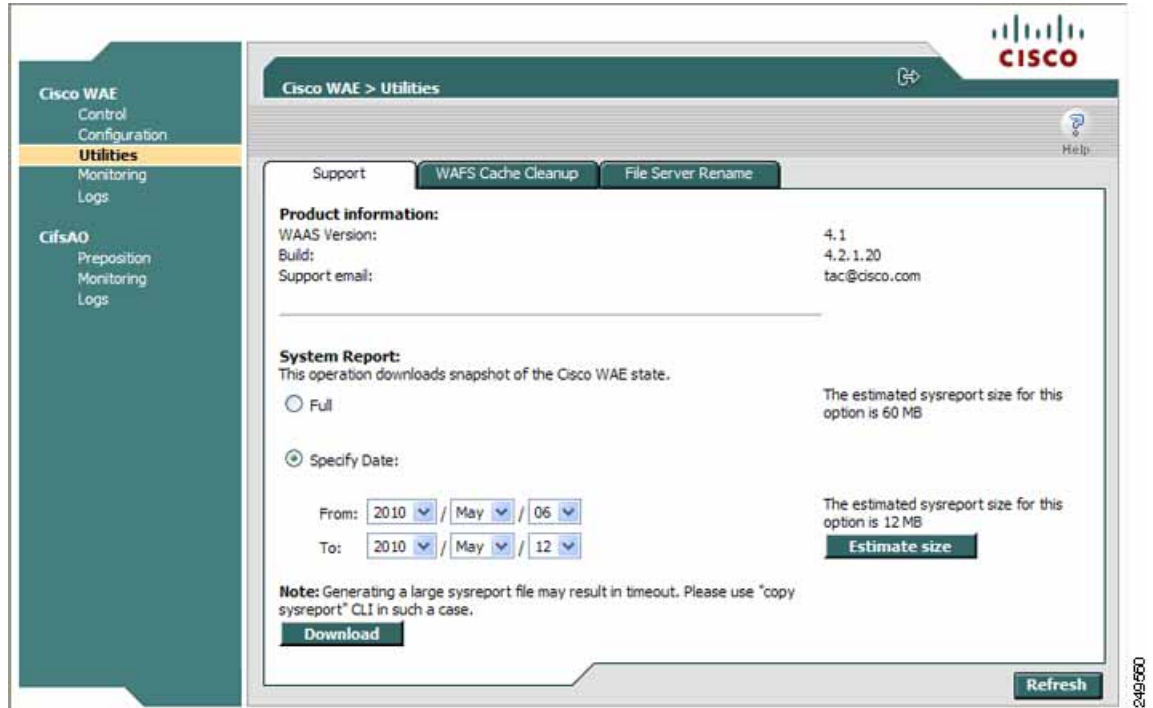 CISCO
Cisco WAE
Control
Configuration
Utilities
Monitoring
Logs
CifsAO
Preposition
Monitoring
Logs
Cisco WAE > Utilities
Help
Support
WAFS Cache Cleanup
File Server Rename
Product information:
WAAS Version: 4.1
Build: 4.2.1.20
Support email: tac@cisco.com
System Report:
This operation downloads snapshot of the Cisco WAE state.
Full
The estimated sysreport size for this
option is 60 MB
Specify Date:
From: 2010 / May / 06
The estimated sysreport size for this
option is 12 MB
To: 2010 / May / 12
Estimate size
Note: Generating a large sysreport file may result in timeout. Please use "copy
sysreport" CLI in such a case.
Download
Refresh
249560